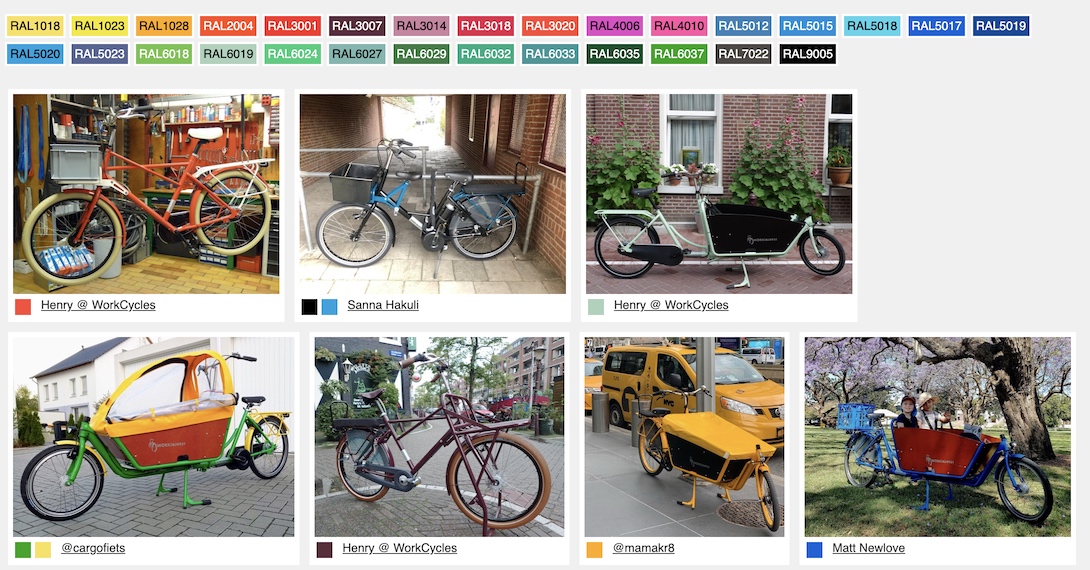 RAL1018 RAL1023 RAL1028 RAL2004 RAL3001 RAL3007 RAL3014 RAL3018 RAL3020 RAL4006 RAL4010 RAL5012 RAL5015 RAL5018 RAL5017 RAL5019
RAL5020 RAL5023 RAL6018 RAL6019 RAL6024 RAL6027 RAL6029 RAL6032 RAL6033 RAL6035 RAL6037 RAL7022 RAL9005
Henry @ WorkCycles
Sanna Hakuli
Henry @ WorkCycles
@cargofiets
Henry @ WorkCycles
@mamakr8
Matt Newlove